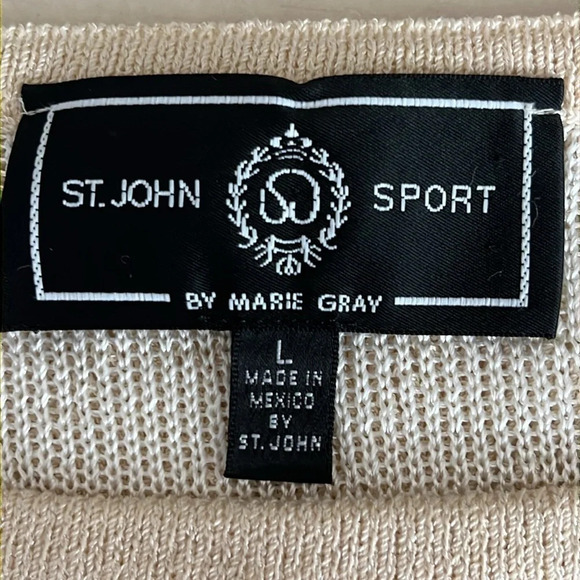 ST. JOHN SPORT
BY MARIE GRAY
L
MADE IN
MEXICO
BY
ST. JOHN